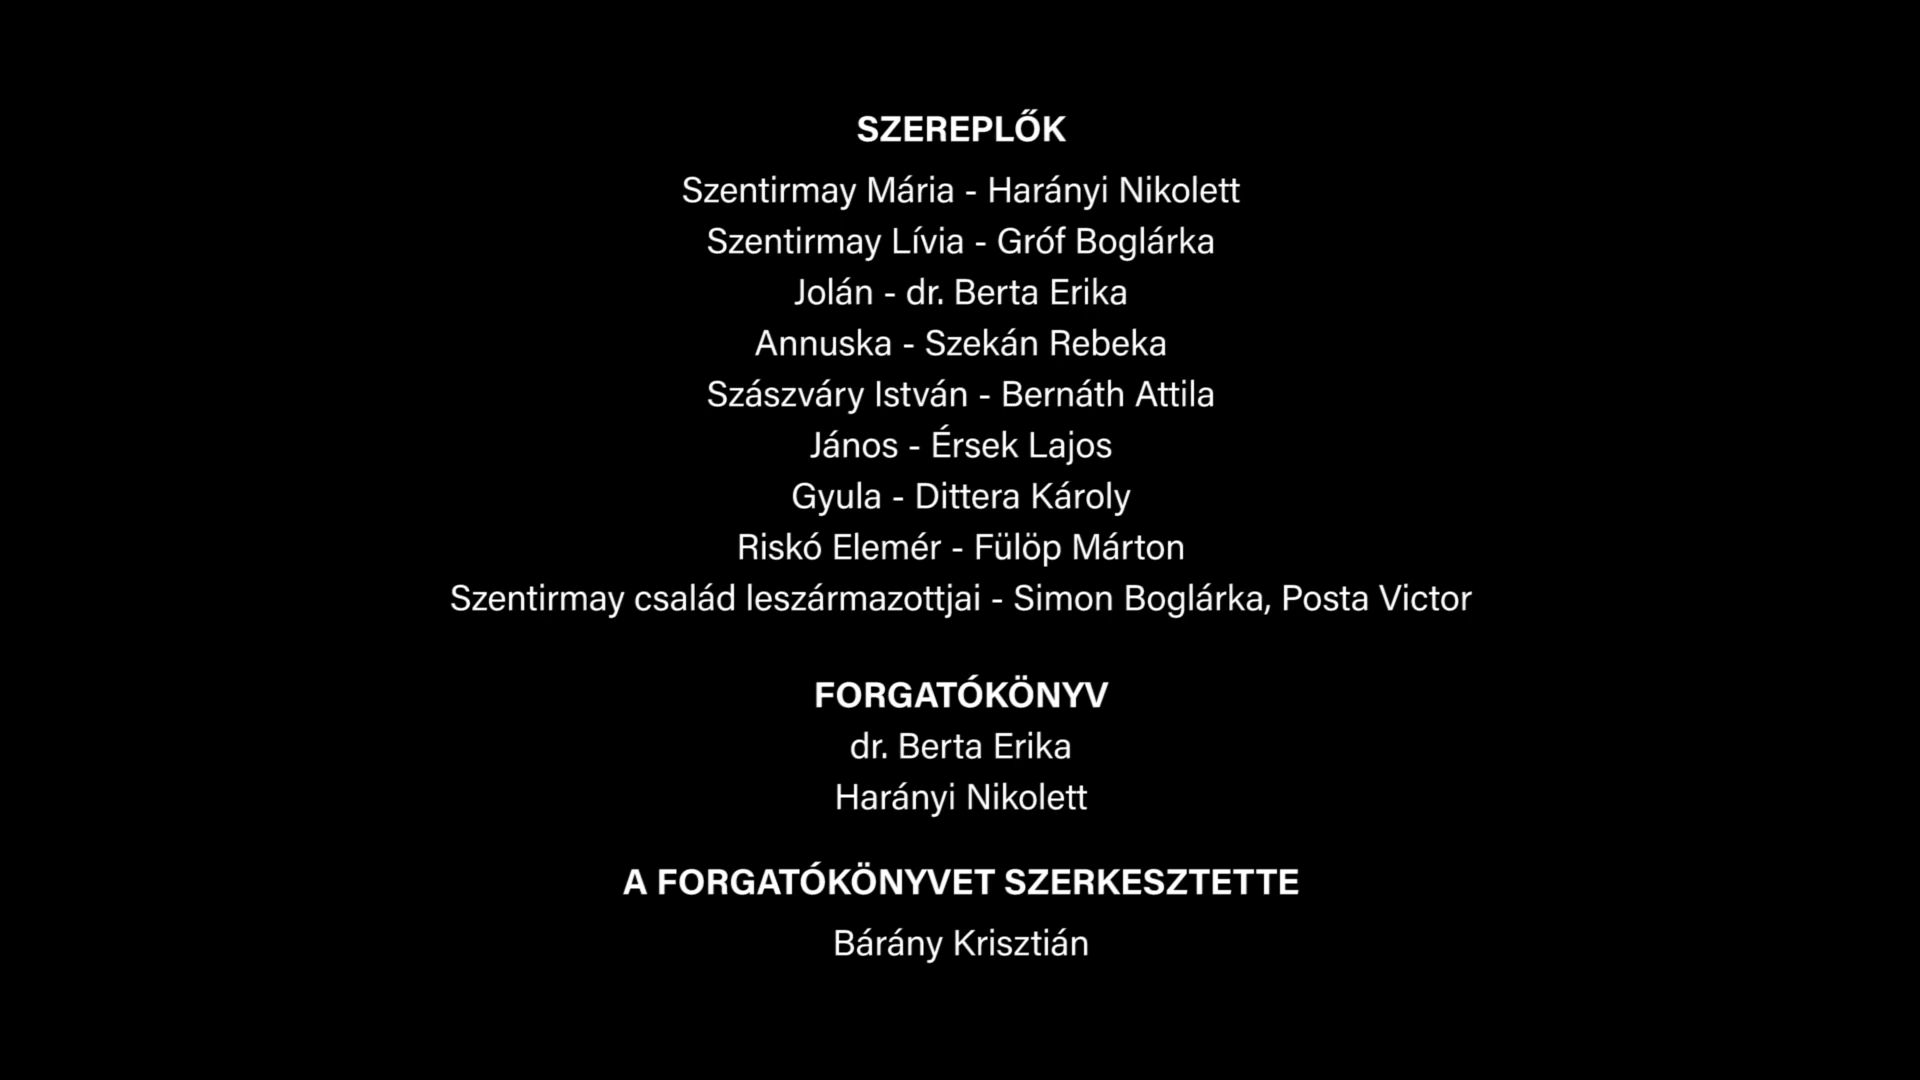 SZEREPLŐK
Szentirmay Mária - Harányi Nikolett
Szentirmay Lívia - Gróf Boglárka
Jolán - dr. Berta Erika
Annuska - Szekán Rebeka
Szászváry István - Bernáth Attila
János - Érsek Lajos
Gyula - Dittera Károly
Riskó Elemér - Fülöp Márton
Szentirmay család leszármazottjai - Simon Boglárka, Posta Victor
FORGATÓKÖNYV
dr. Berta Erika
Harányi Nikolett
A FORGATÓKÖNYVET SZERKESZTETTE
Bárány Krisztián